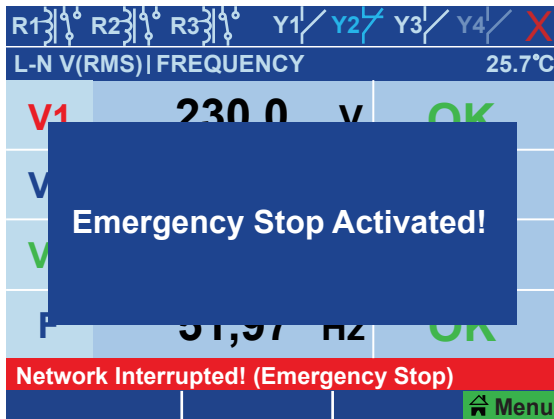 R1 R2 R3 Y1 Y2 Y3 Y4 X
L-N V(RMS) | FREQUENCY 25.7°C
V1 230.0 V OK
V
Emergency Stop Activated!
V
F 51,97 Hz OK
Network Interrupted! (Emergency Stop)
Menu